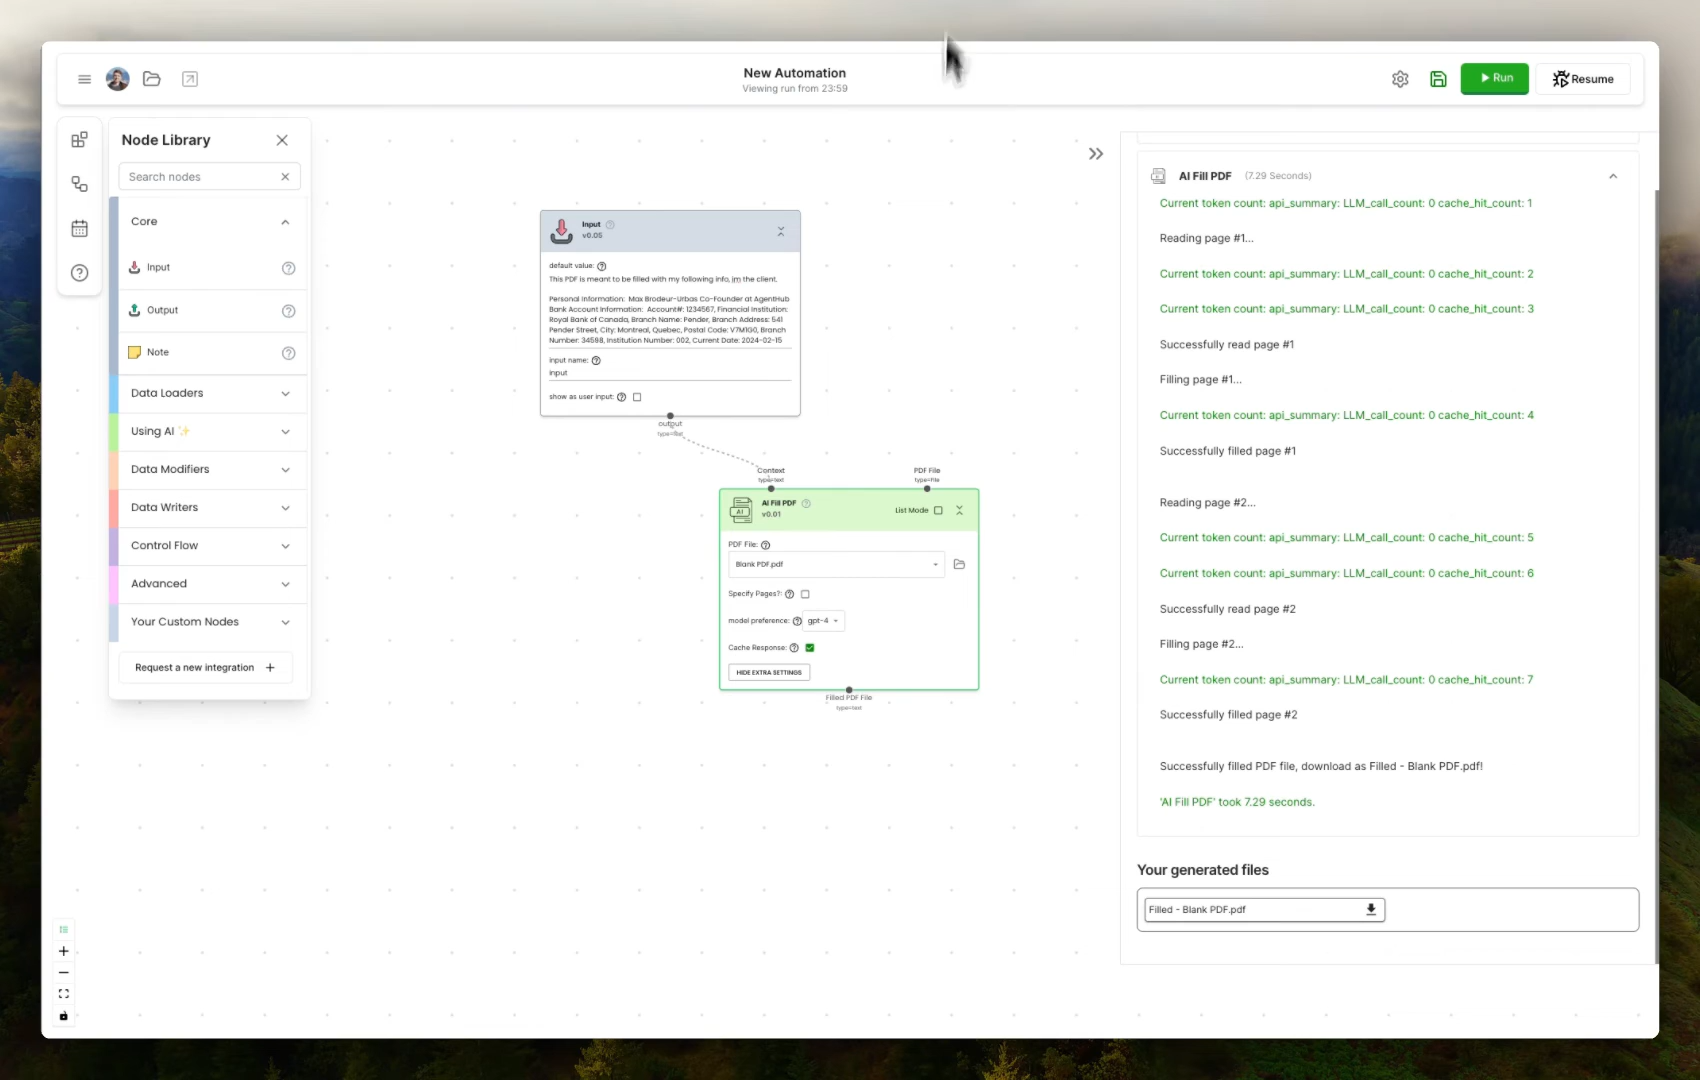 New Automation
Viewing run from 23:59
Run
Resume
Node Library
Search nodes
Core
Input
Output
Note
Data Loaders
Using AI ✨
Data Modifiers
Data Writers
Control Flow
Advanced
Your Custom Nodes
Request a new integration +
Input
v0.05
default value:
This PDF is meant to be filled with my following info, im the client.
Personal Information: Max Brodeur-Urbas Co-Founder at AgentHub
Bank Account Information: Account#: 1234567, Financial Institution:
Royal Bank of Canada, Branch Name: Pender, Branch Address: 541
Pender Street, City: Montreal, Quebec, Postal Code: V7M1G0, Branch
Number: 34598, Institution Number: 002, Current Date: 2024-02-15
input name:
input
show as user input:
output
Context
type=text
PDF File
type=File
AI Fill PDF
v0.01
List Mode
PDF File:
Blank PDF.pdf
Specify Pages?:
model preference: gpt-4
Cache Response:
HIDE EXTRA SETTINGS
Filled PDF File
type=text
AI Fill PDF (7.29 Seconds)
Current token count: api_summary: LLM_call_count: 0 cache_hit_count: 1
Reading page #1...
Current token count: api_summary: LLM_call_count: 0 cache_hit_count: 2
Current token count: api_summary: LLM_call_count: 0 cache_hit_count: 3
Successfully read page #1
Filling page #1...
Current token count: api_summary: LLM_call_count: 0 cache_hit_count: 4
Successfully filled page #1
Reading page #2...
Current token count: api_summary: LLM_call_count: 0 cache_hit_count: 5
Current token count: api_summary: LLM_call_count: 0 cache_hit_count: 6
Successfully read page #2
Filling page #2...
Current token count: api_summary: LLM_call_count: 0 cache_hit_count: 7
Successfully filled page #2
Successfully filled PDF file, download as Filled - Blank PDF.pdf!
'AI Fill PDF' took 7.29 seconds.
Your generated files
Filled - Blank PDF.pdf